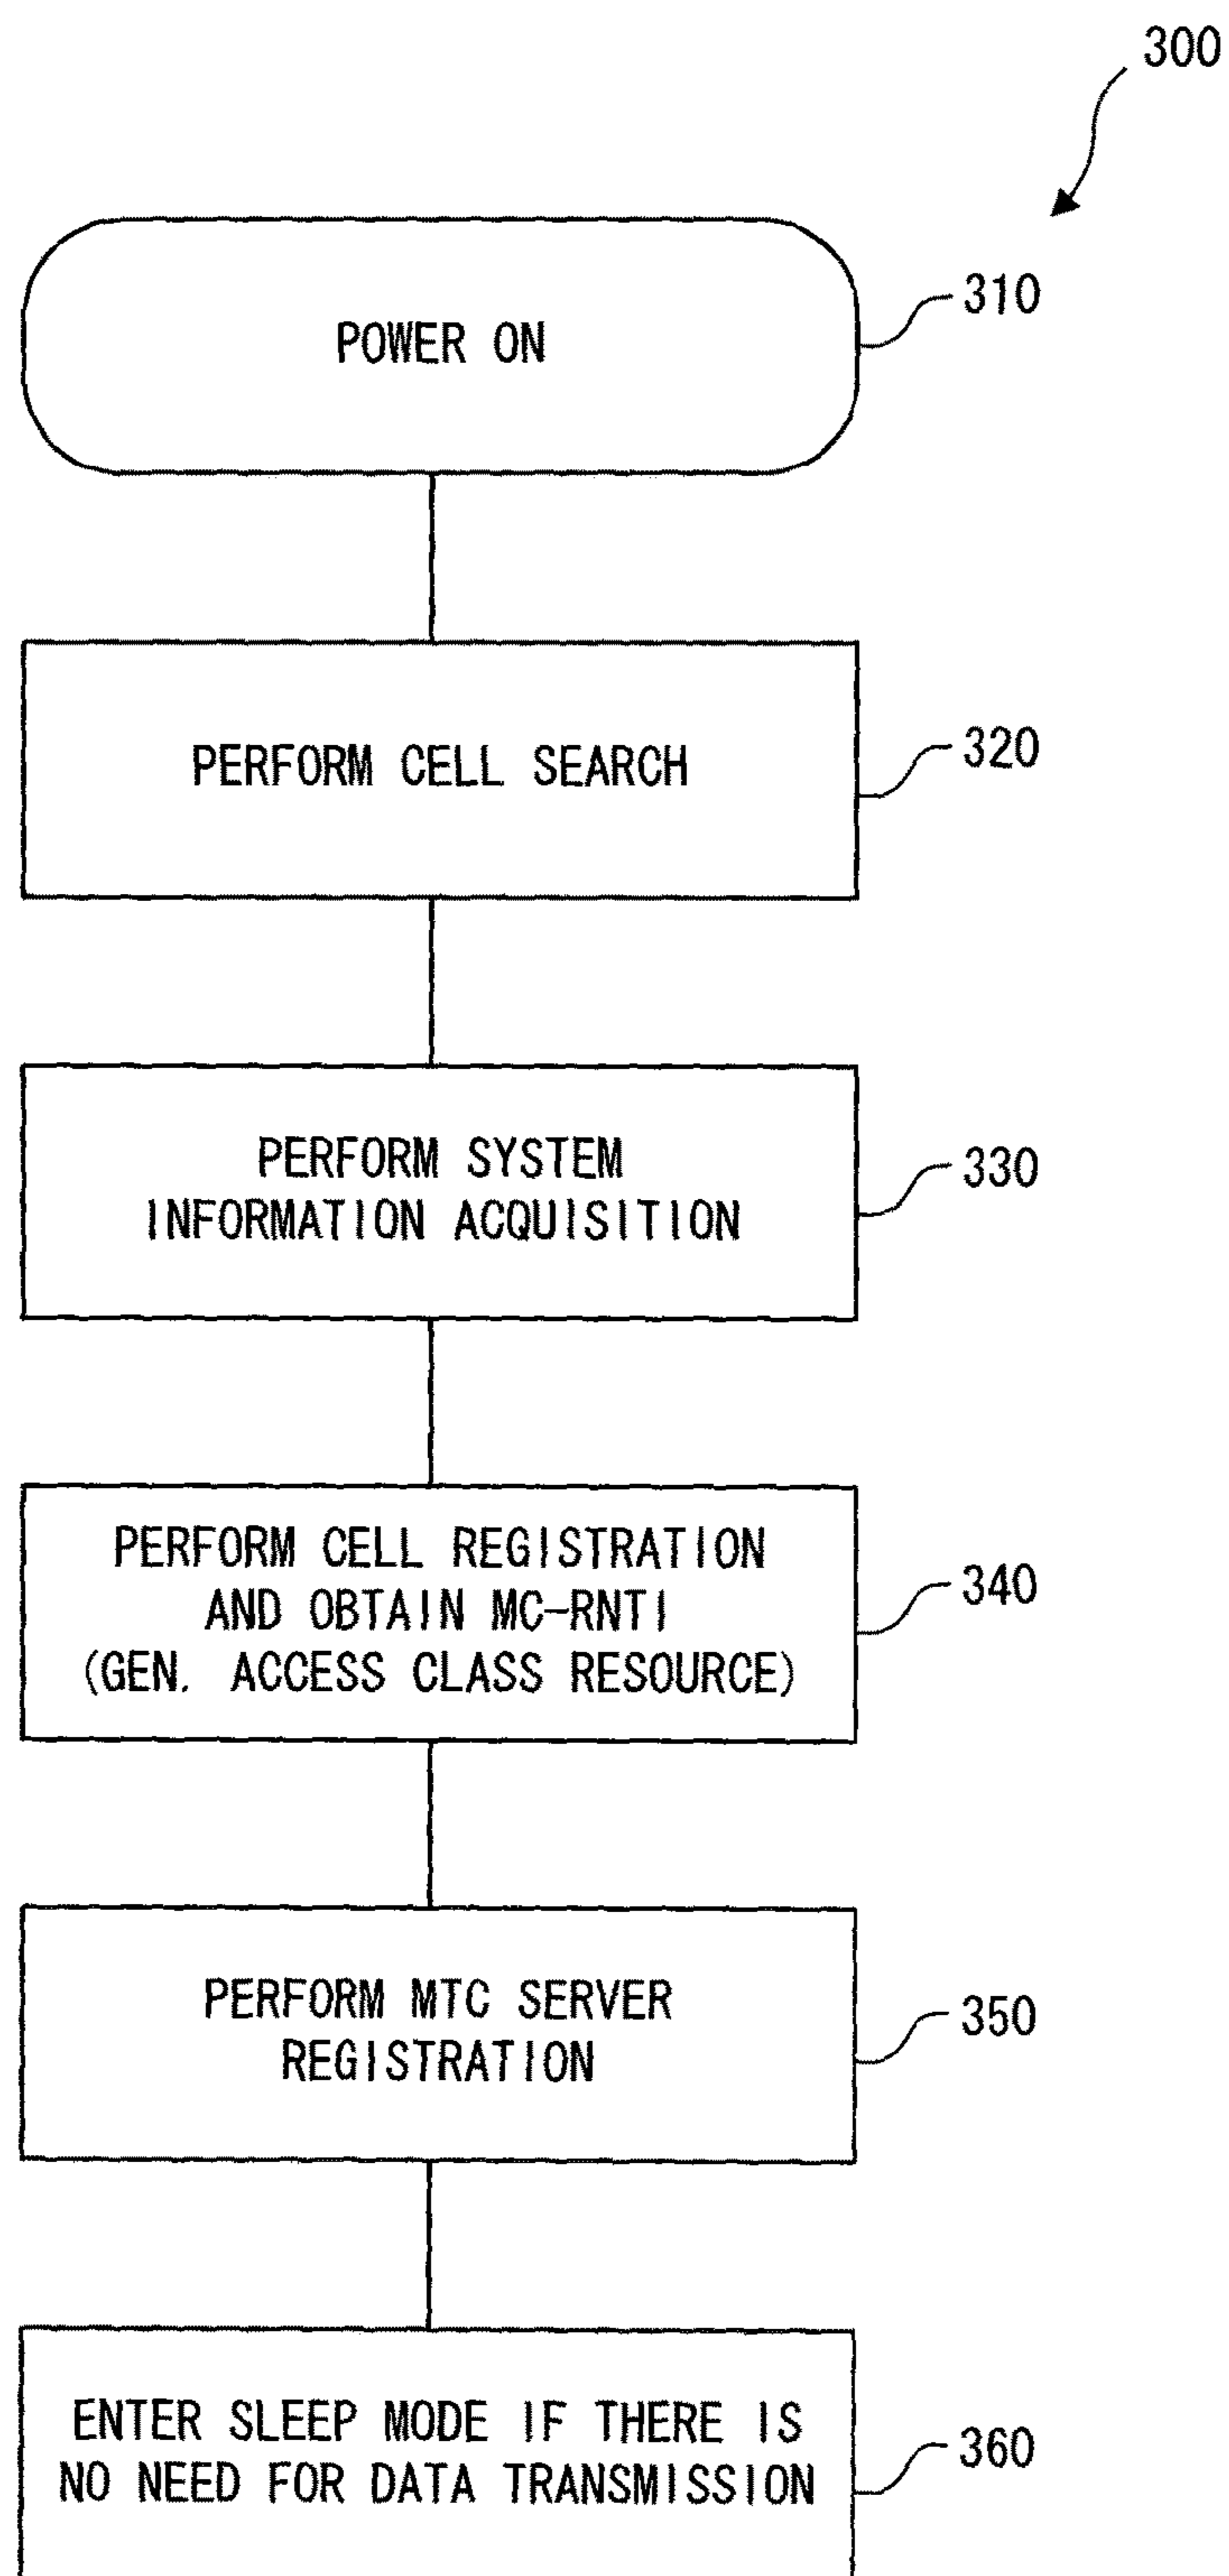 300
POWER ON
310
PERFORM CELL SEARCH
320
PERFORM SYSTEM
INFORMATION ACQUISITION
330
PERFORM CELL REGISTRATION
AND OBTAIN MC-RNTI
(GEN. ACCESS CLASS RESOURCE)
340
PERFORM MTC SERVER
REGISTRATION
350
ENTER SLEEP MODE IF THERE IS
NO NEED FOR DATA TRANSMISSION
360